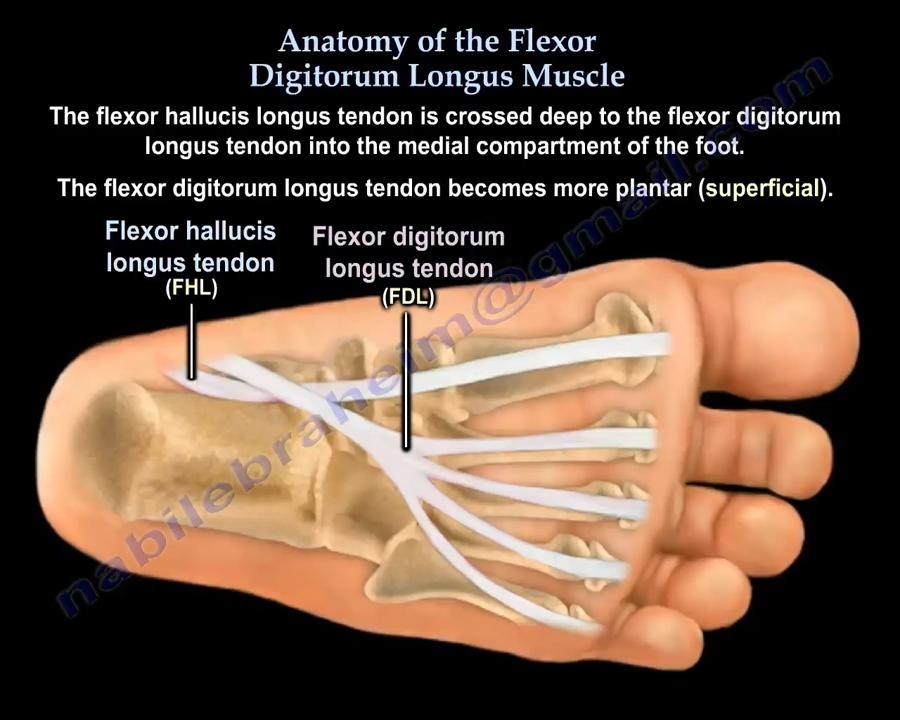 Anatomy of the Flexor
Digitorum Longus Muscle
The flexor hallucis longus tendon is crossed deep to the flexor digitorum
longus tendon into the medial compartment of the foot.
The flexor digitorum longus tendon becomes more plantar (superficial).
Flexor hallucis
longus tendon
(FHL)
Flexor digitorum
longus tendon
(FDL)
nabilebraheim@gmail.com